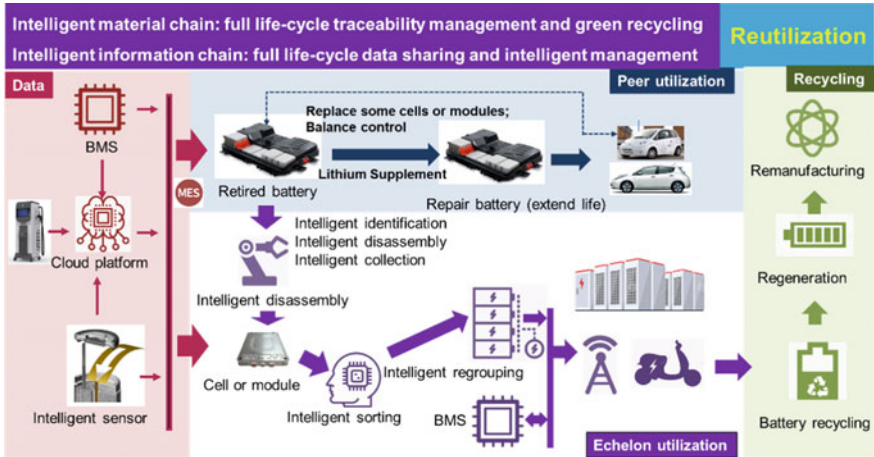 Intelligent material chain: full life-cycle traceability management and green recycling
Intelligent information chain: full life-cycle data sharing and intelligent management
Reutilization
Data
BMS
Cloud platform
Intelligent sensor
MES
Peer utilization
Replace some cells or modules;
Balance control
Lithium Supplement
Retired battery
Repair battery (extend life)
Intelligent identification
Intelligent disassembly
Intelligent collection
Intelligent disassembly
Cell or module
Intelligent sorting
Intelligent regrouping
BMS
Echelon utilization
Recycling
Remanufacturing
Regeneration
Battery recycling